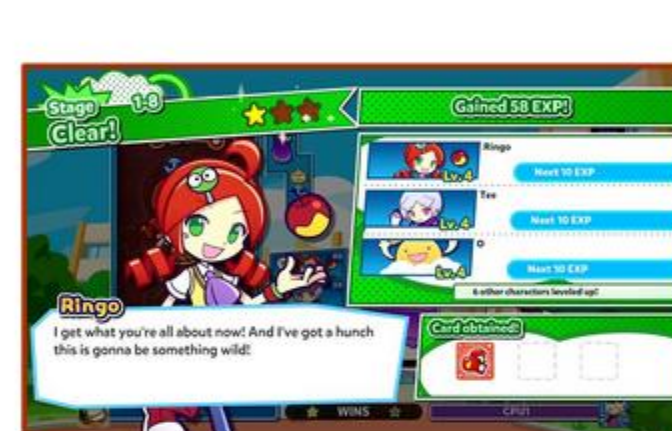 Stage 1-8
Clear!
Gained 58 EXP!
Ringo
Lv. 4
Next 10 EXP
Tee
Lv. 4
Next 10 EXP
O
Lv. 4
Next 10 EXP
6 other characters leveled up!
Ringo
I get what you're all about now! And I've got a hunch
this is gonna be something wild!
Card obtained!
WINS
CPU1